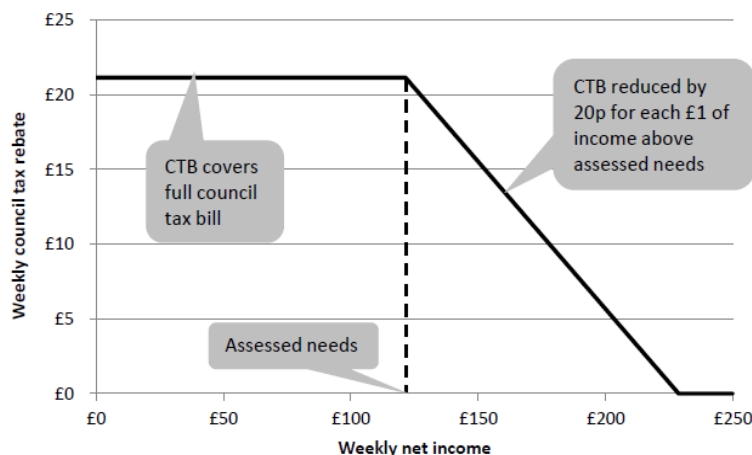 £25
£20
£15
£10
£5
£0
Weekly council tax rebate
CTB covers
full council
tax bill
CTB reduced by
20p for each £1 of
income above
assessed needs
Assessed needs
£0 £50 £100 £150 £200 £250
Weekly net income